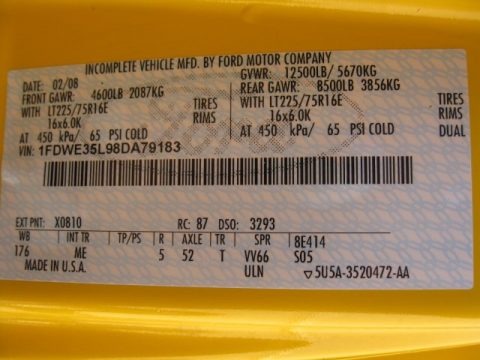 INCOMPLETE VEHICLE MFD. BY FORD MOTOR COMPANY
DATE: 02/08 GVWR: 12500LB/ 5670KG
FRONT GAWR: 4600LB 2087KG REAR GAWR: 8500LB 3856KG
WITH LT225/75R16E TIRES WITH LT225/75R16E TIRES
16x6.0K RIMS 16x6.0K RIMS
AT 450 kPa/ 65 PSI COLD AT 450 kPa/ 65 PSI COLD DUAL
VIN: 1FDWE35L98DA79183
EXT PNT: X0810 RC: 87 DSO: 3293
WB INT TR TP/PS R AXLE TR SPR 8E414
176 ME 5 52 T VV66 S05
MADE IN U.S.A. ULN ▽5U5A-3520472-AA